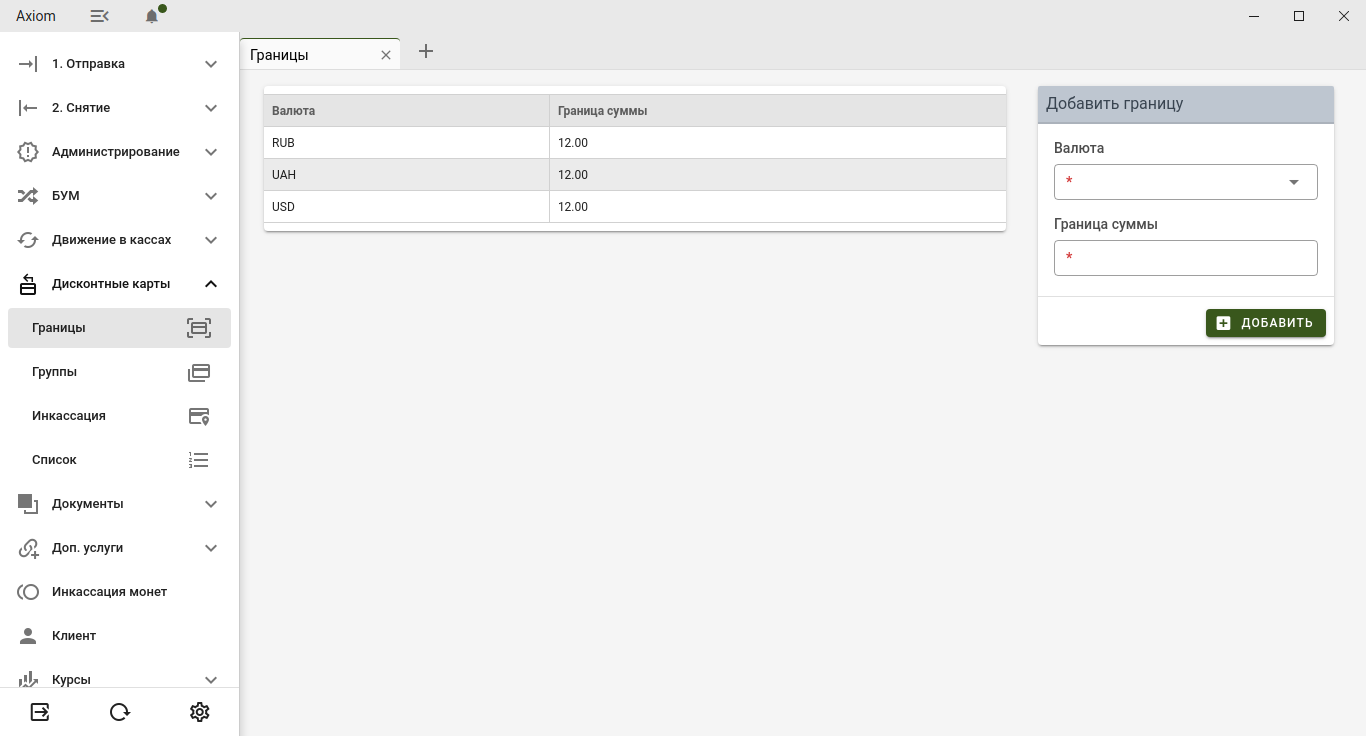 Axiom
1. Отправка
2. Снятие
Администрирование
БУМ
Движение в кассах
Дисконтные карты
Границы
Группы
Инкассация
Список
Документы
Доп. услуги
Инкассация монет
Клиент
Курсы
Границы
Валюта Граница суммы
RUB 12.00
UAH 12.00
USD 12.00
Добавить границу
Валюта
*
Граница суммы
*
ДОБАВИТЬ